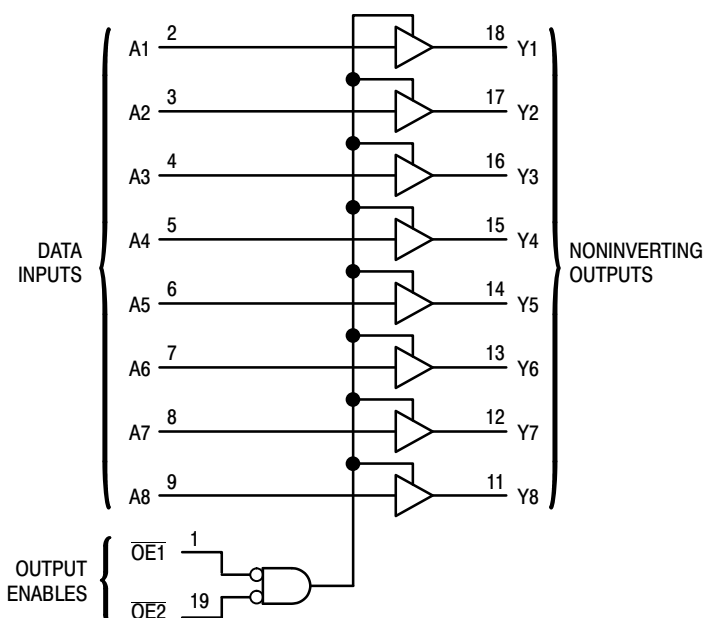 A1 2 18 Y1
A2 3 17 Y2
A3 4 16 Y3
A4 5 15 Y4
DATA
INPUTS
NONINVERTING
OUTPUTS
A5 6 14 Y5
A6 7 13 Y6
A7 8 12 Y7
A8 9 11 Y8
OUTPUT
ENABLES
O̅E̅1̅ 1
O̅E̅2̅ 19